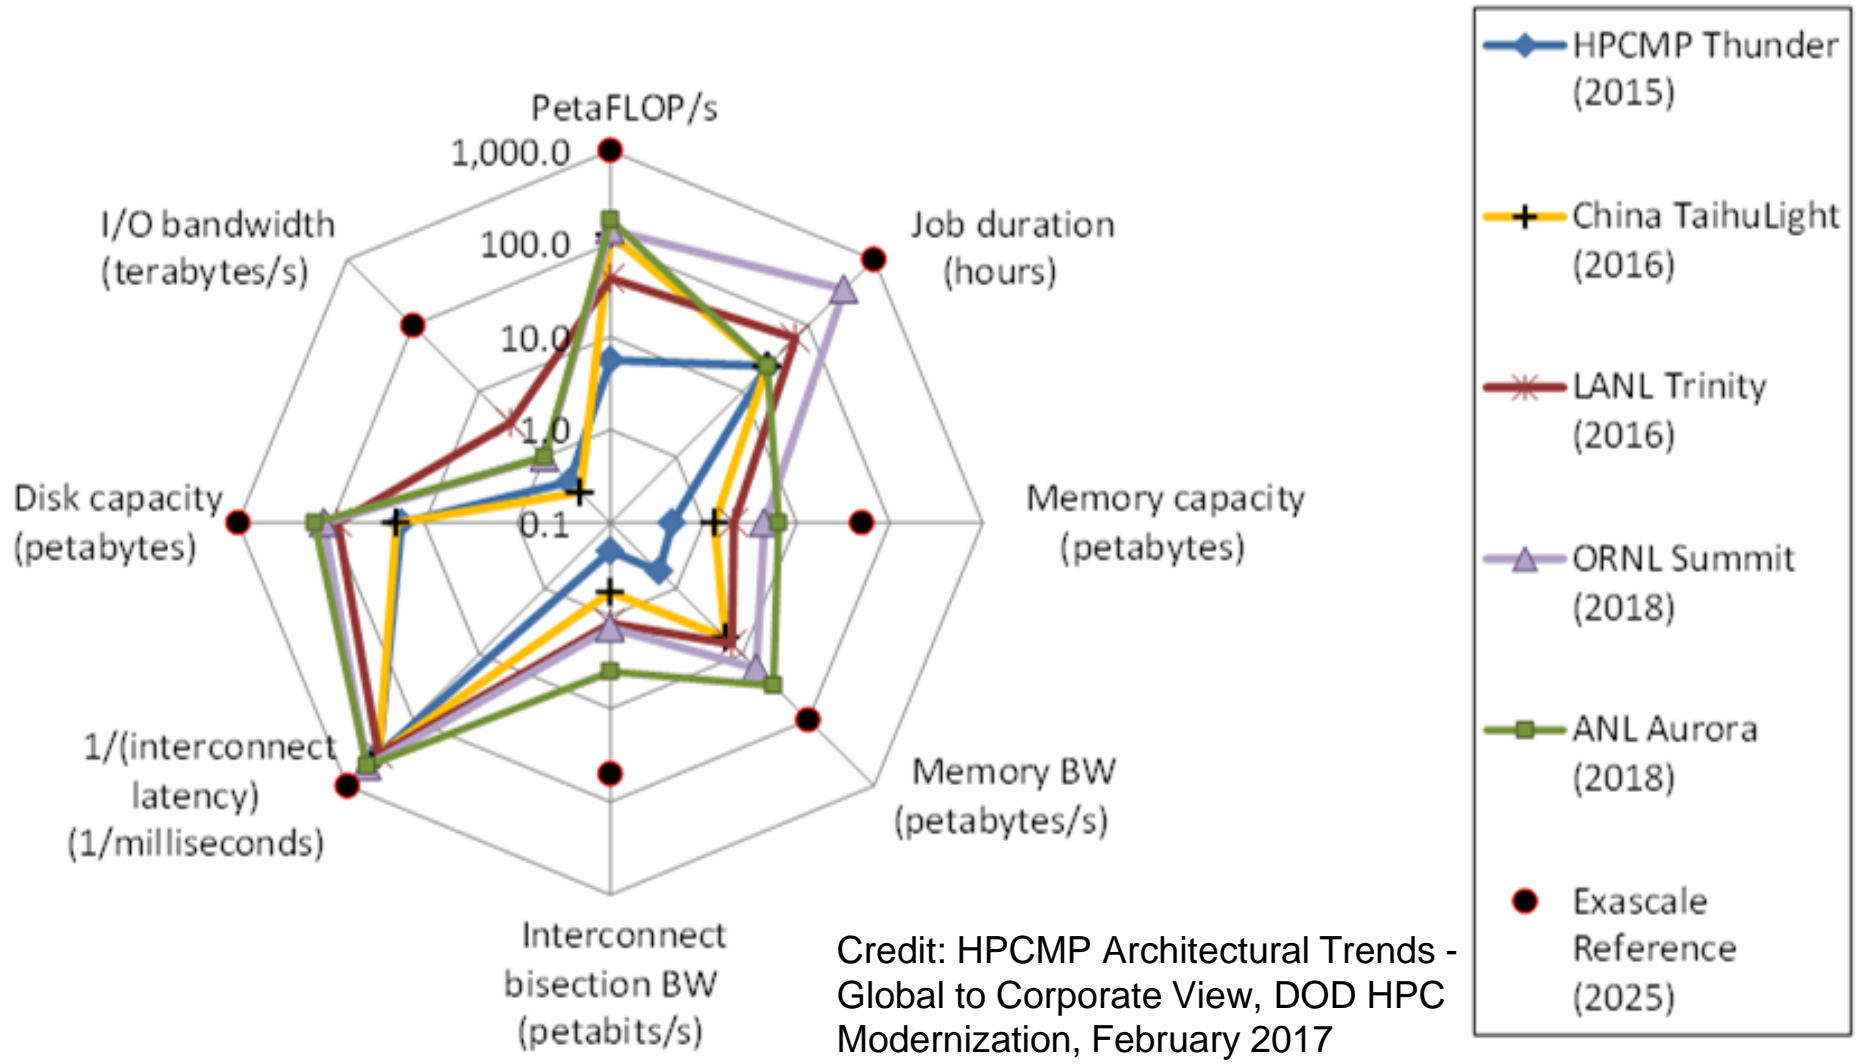 PetaFLOP/s
1,000.0
100.0
10.0
1.0
0.1
Job duration
(hours)
Memory capacity
(petabytes)
Memory BW
(petabytes/s)
Interconnect
bisection BW
(petabits/s)
1/(interconnect
latency)
(1/milliseconds)
Disk capacity
(petabytes)
I/O bandwidth
(terabytes/s)
HPCMP Thunder
(2015)
China TaihuLight
(2016)
LANL Trinity
(2016)
ORNL Summit
(2018)
ANL Aurora
(2018)
Exascale
Reference
(2025)
Credit: HPCMP Architectural Trends -
Global to Corporate View, DOD HPC
Modernization, February 2017